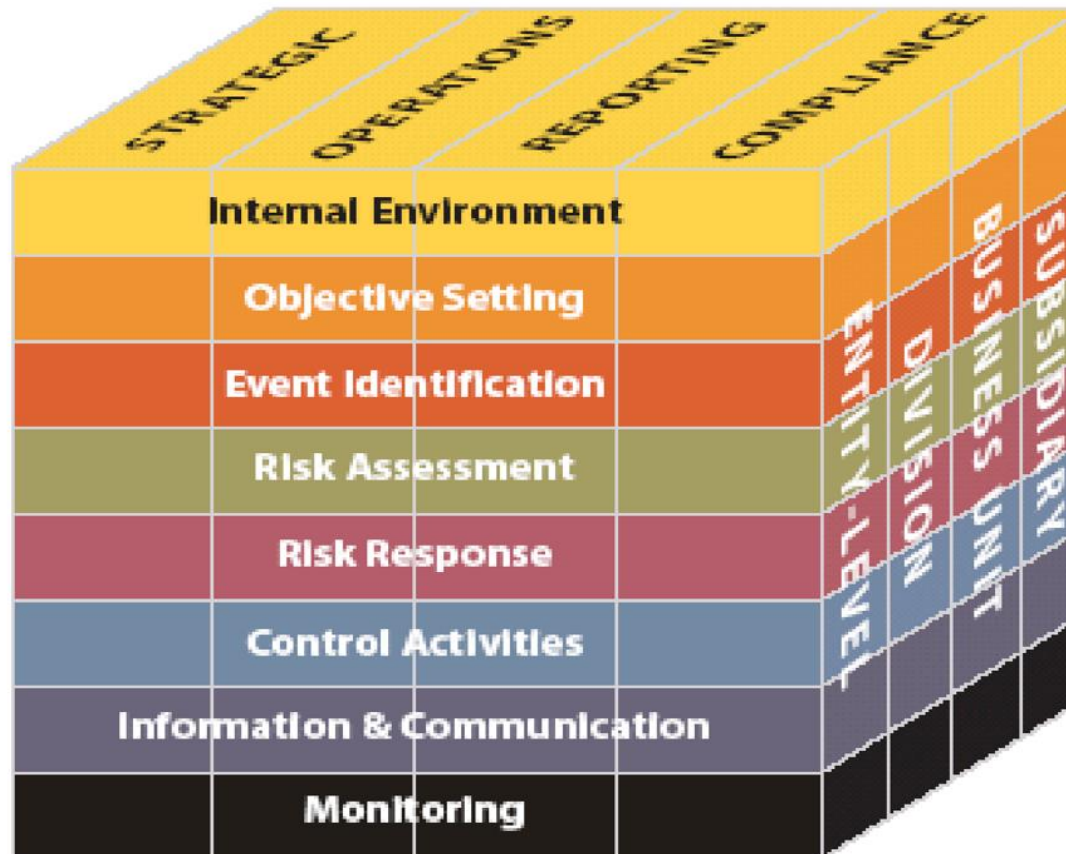 STRATEGIC
OPERATIONS
REPORTING
COMPLIANCE
Internal Environment
Objective Setting
Event Identification
Risk Assessment
Risk Response
Control Activities
Information & Communication
Monitoring
ENTITY-LEVEL
DIVISION
BUSINESS UNIT
SUBSIDIARY